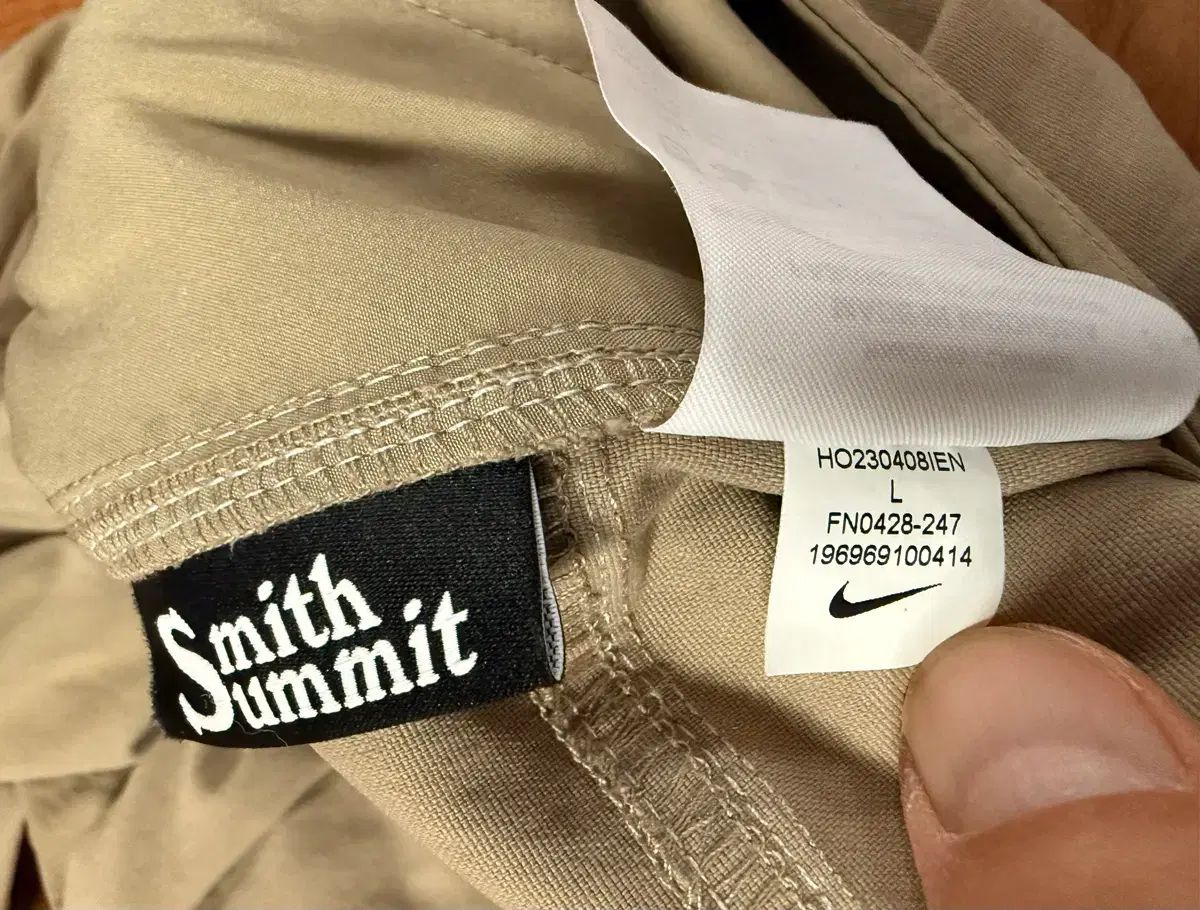 Smith
Summit
HO230408IEN
L
FN0428-247
196969100414